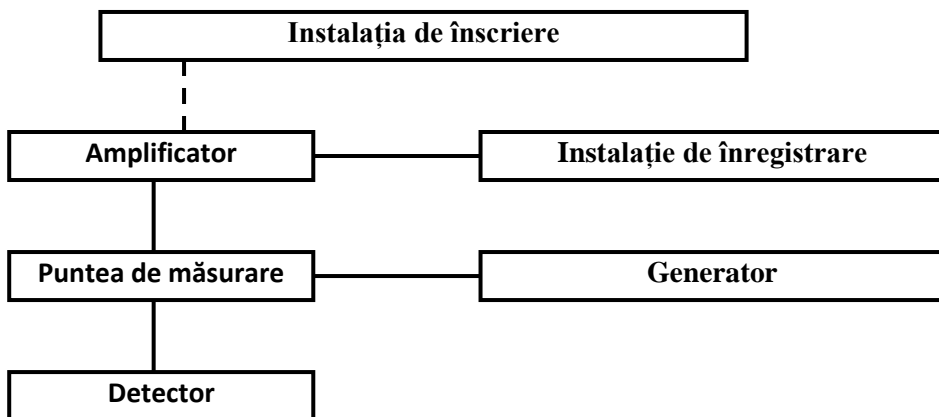 Instalația de înscriere
Amplificator
Instalație de înregistrare
Puntea de măsurare
Generator
Detector